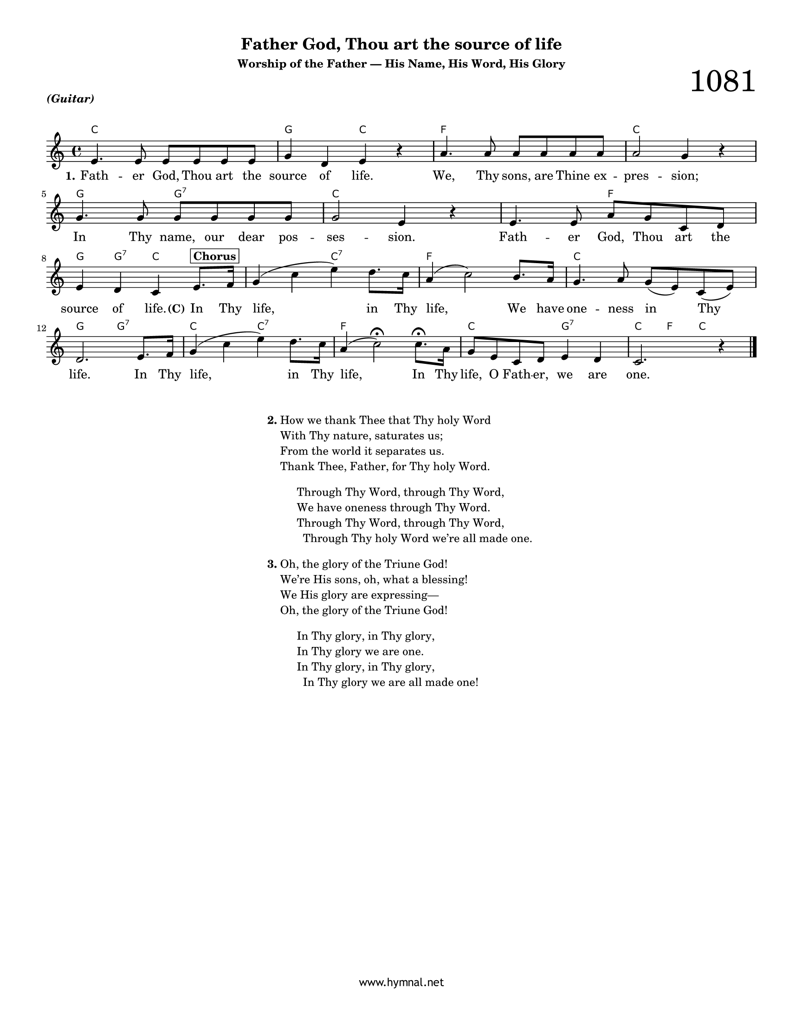 Father God, Thou art the source of life
Worship of the Father — His Name, His Word, His Glory
1081
(Guitar)
C G C F C
1. Fath - er God, Thou art the source of life. We, Thy sons, are Thine ex - pres - sion;
5 G G7 C F
In Thy name, our dear pos - ses - sion. Fath - er God, Thou art the
8 G G7 C Chorus C7 F C
source of life. (C) In Thy life, in Thy life, We have one - ness in Thy
12 G G7 C C7 F C G7 C F C
life. In Thy life, in Thy life, In Thy life, O Fath-er, we are one.
2. How we thank Thee that Thy holy Word
With Thy nature, saturates us;
From the world it separates us.
Thank Thee, Father, for Thy holy Word.
Through Thy Word, through Thy Word,
We have oneness through Thy Word.
Through Thy Word, through Thy Word,
Through Thy holy Word we're all made one.
3. Oh, the glory of the Triune God!
We're His sons, oh, what a blessing!
We His glory are expressing—
Oh, the glory of the Triune God!
In Thy glory, in Thy glory,
In Thy glory we are one.
In Thy glory, in Thy glory,
In Thy glory we are all made one!
www.hymnal.net